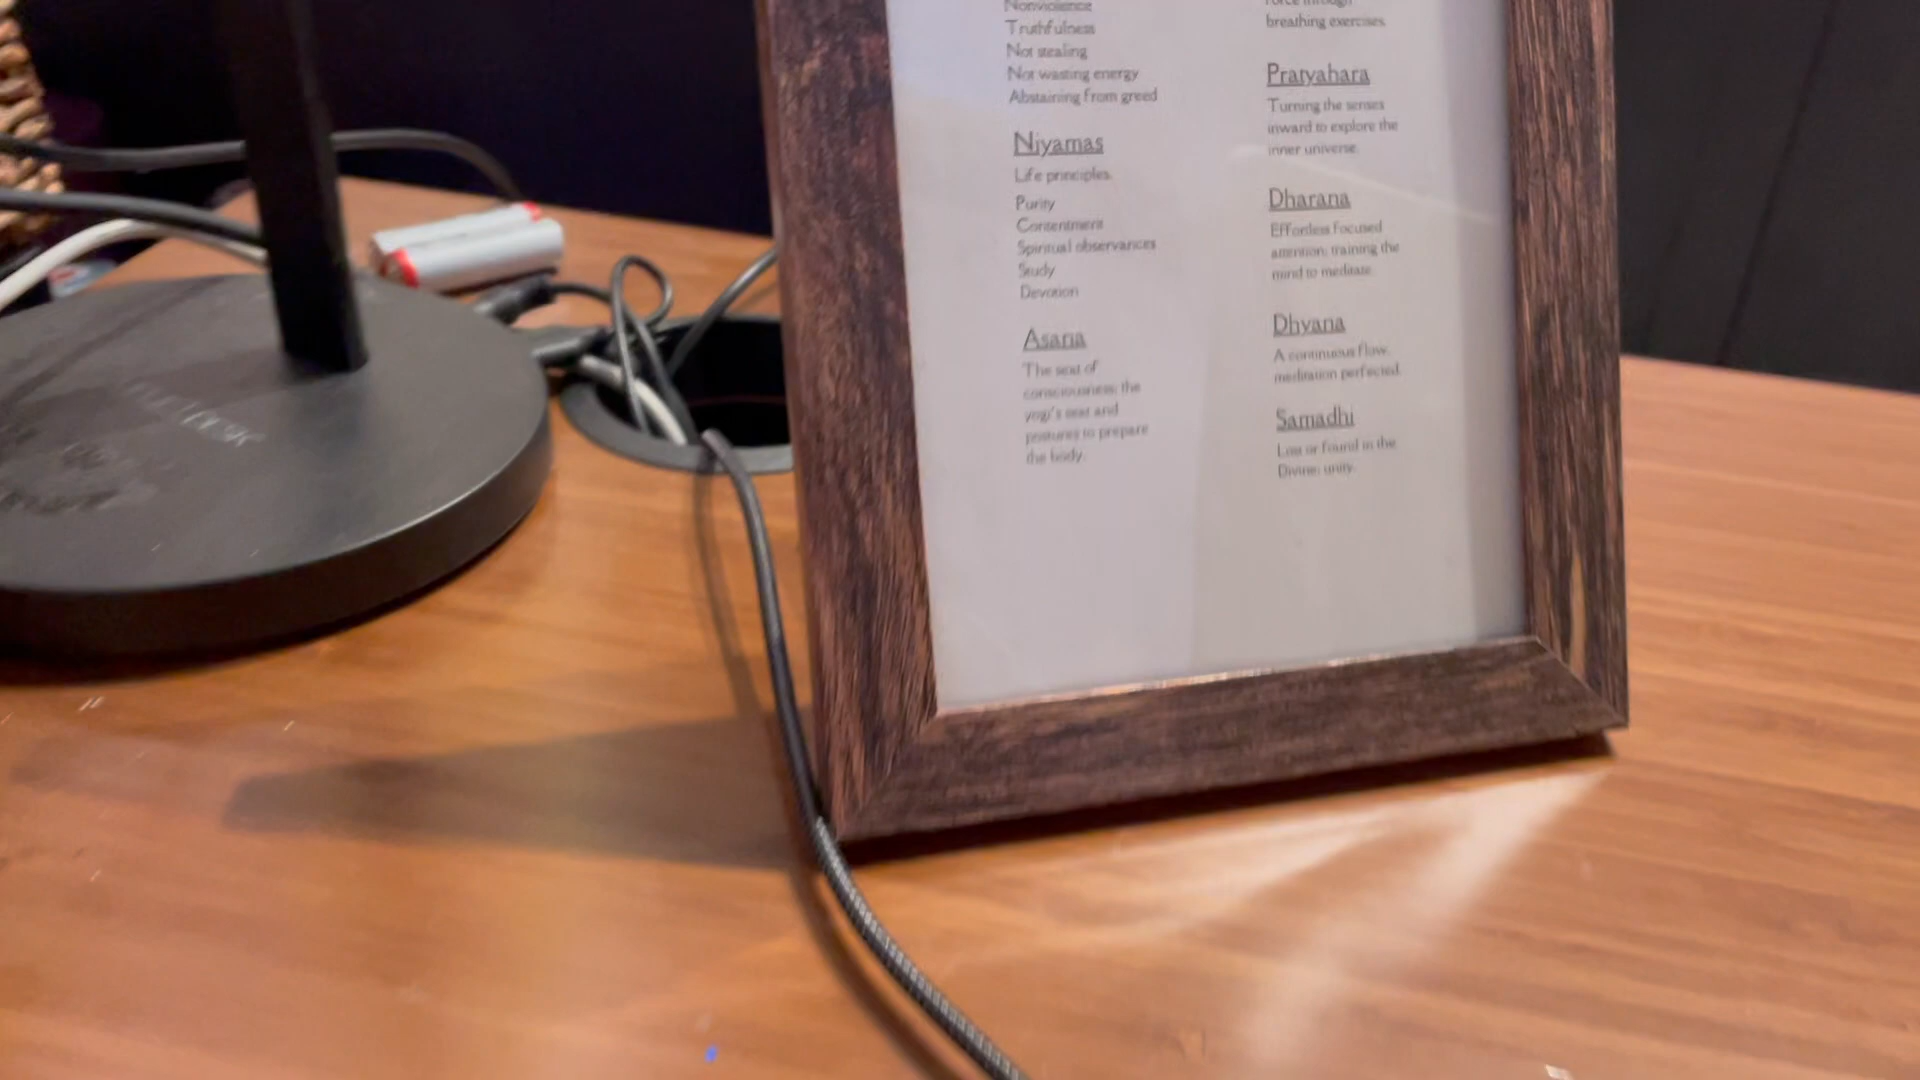 Nonviolence
Truthfulness
Not stealing
Not wasting energy
Abstaining from greed
Niyamas
Life principles.
Purity
Contentment
Spiritual observances
Study
Devotion
Asana
The seat of
consciousness; the
yogi's seat and
postures to prepare
the body.
Force through
breathing exercises.
Pratyahara
Turning the senses
inward to explore the
inner universe.
Dharana
Effortless focused
attention; training the
mind to meditate.
Dhyana
A continuous flow,
meditation perfected.
Samadhi
Loss or found in the
Divine; unity.